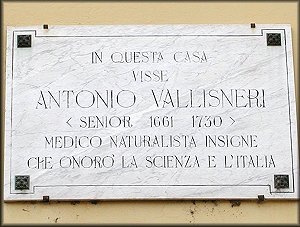 IN QUESTA CASA
VISSE
ANTONIO VALLISNERI
< SENIOR 1661 1730 >
MEDICO NATURALISTA INSIGNE
CHE ONORÒ LA SCIENZA E L'ITALIA